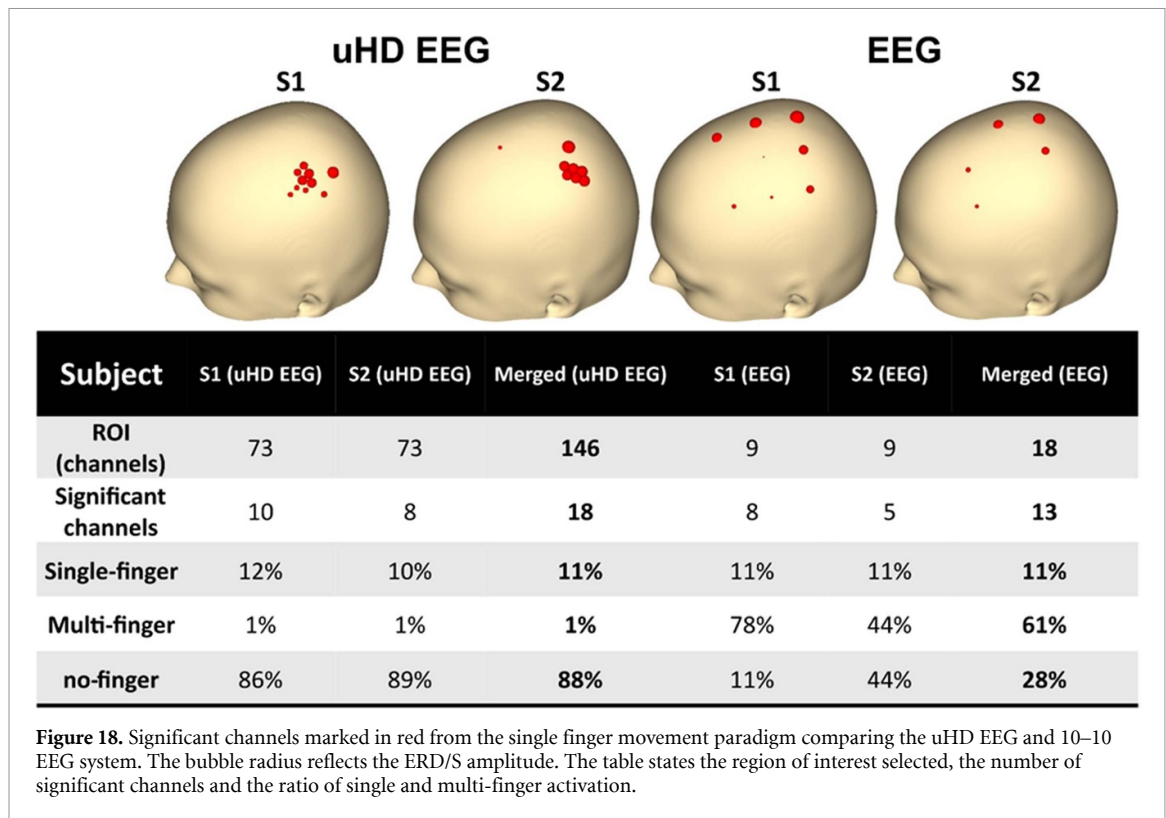 uHD EEG EEG
S1 S2 S1 S2
Subject S1 (uHD EEG) S2 (uHD EEG) Merged (uHD EEG) S1 (EEG) S2 (EEG) Merged (EEG)
ROI
(channels) 73 73 146 9 9 18
Significant
channels 10 8 18 8 5 13
Single-finger 12% 10% 11% 11% 11% 11%
Multi-finger 1% 1% 1% 78% 44% 61%
no-finger 86% 89% 88% 11% 44% 28%
Figure 18. Significant channels marked in red from the single finger movement paradigm comparing the uHD EEG and 10–10
EEG system. The bubble radius reflects the ERD/S amplitude. The table states the region of interest selected, the number of
significant channels and the ratio of single and multi-finger activation.